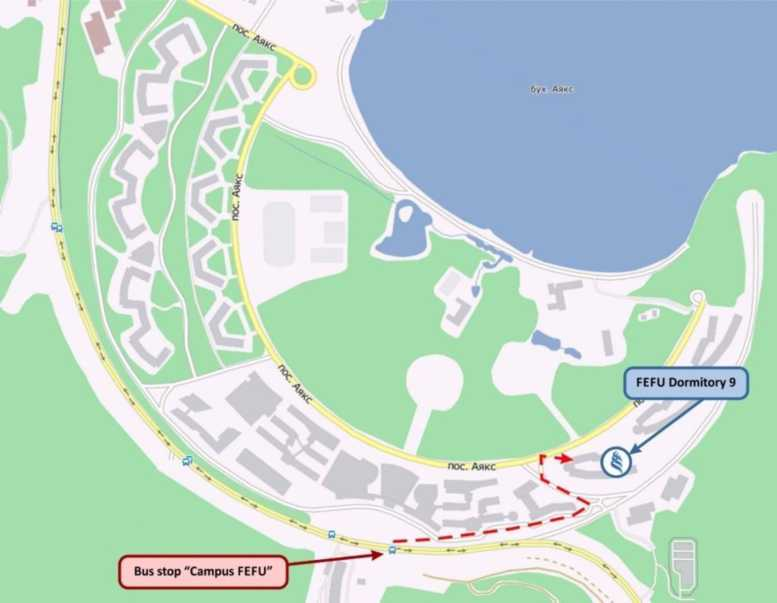 пос. Аякс
бух. Аякс
пос. Аякс
пос. Аякс
FEFU Dormitory 9
пос. Аякс
Bus stop "Campus FEFU"